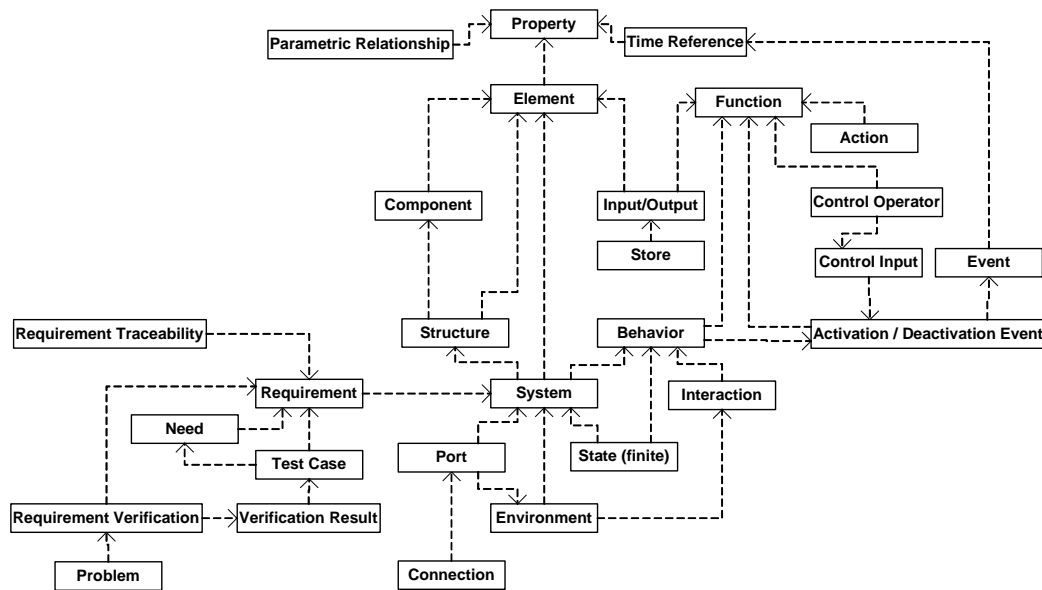 Property
Parametric Relationship
Time Reference
Element
Function
Action
Component
Input/Output
Control Operator
Store
Control Input
Event
Requirement Traceability
Structure
Behavior
Activation / Deactivation Event
Requirement
System
Interaction
Need
Test Case
Port
State (finite)
Requirement Verification
Verification Result
Environment
Problem
Connection